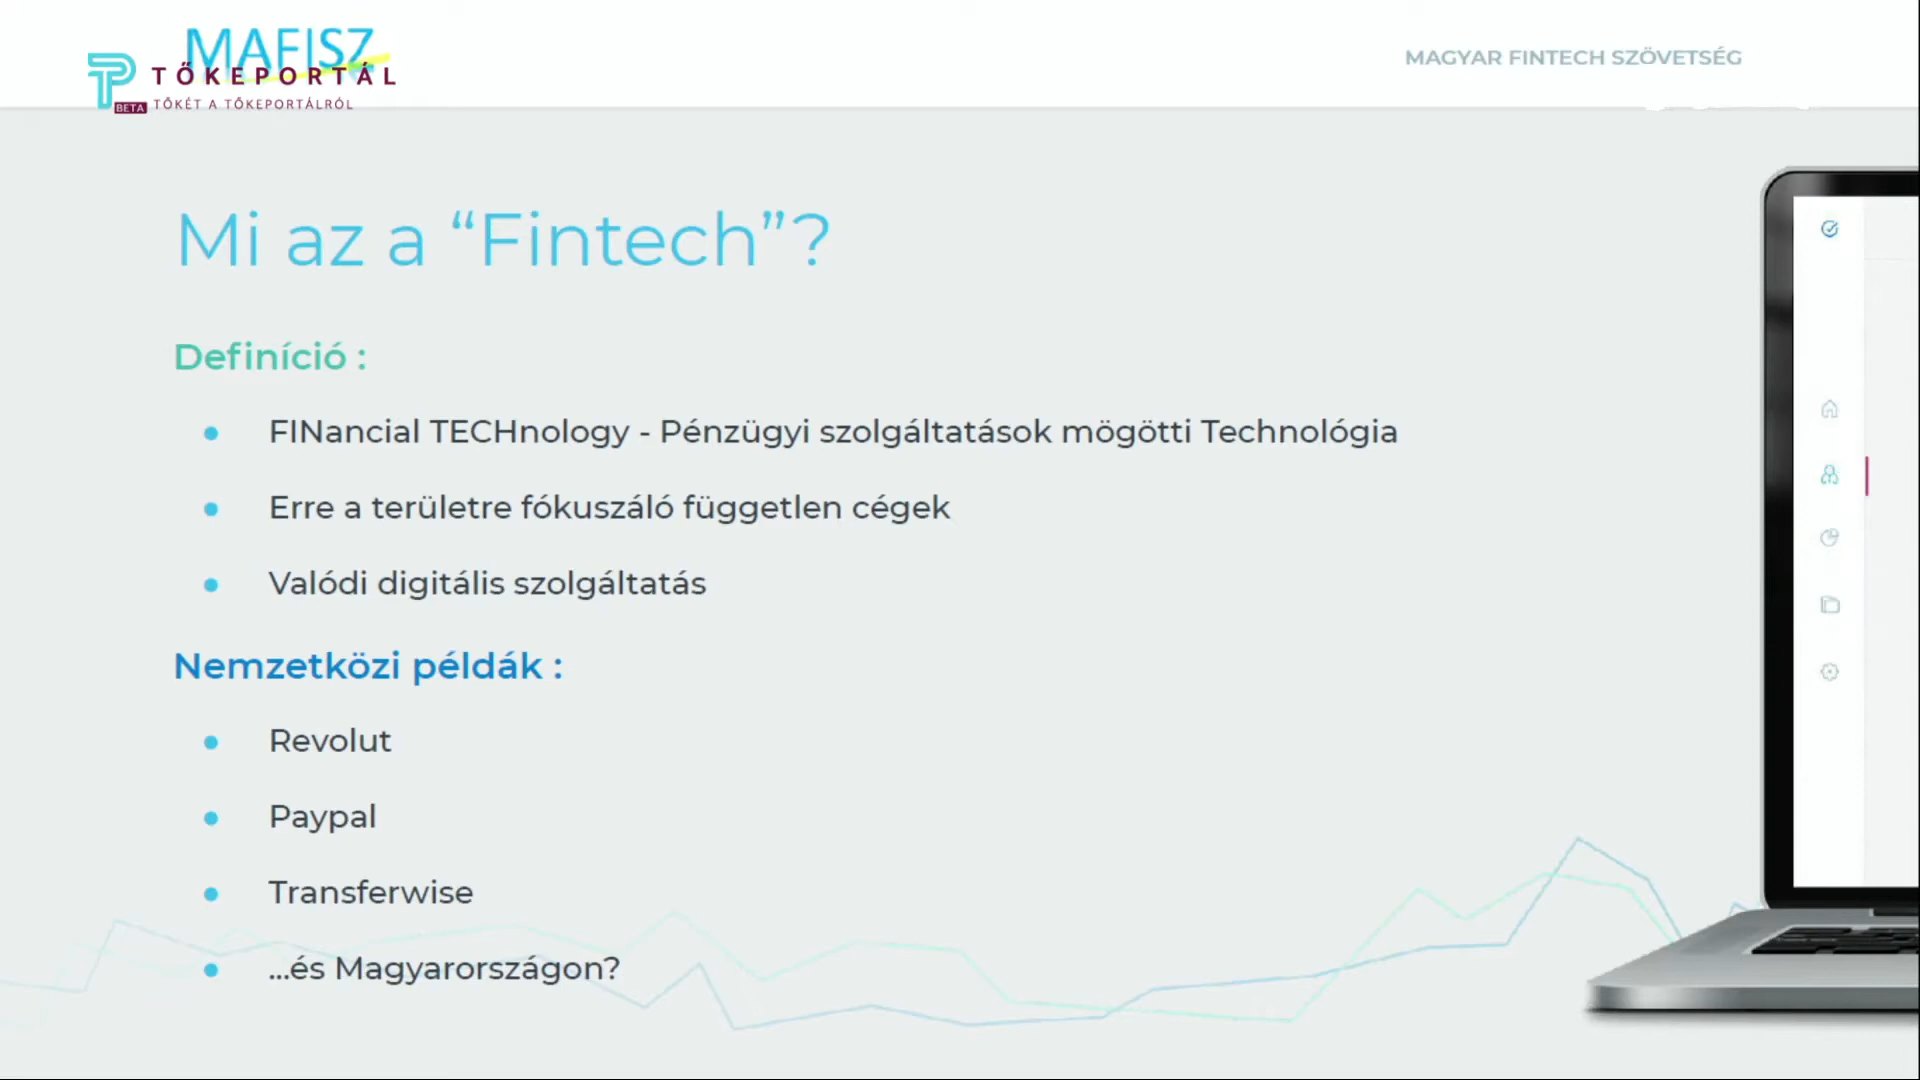 MAFISZ
TŐKEPORTÁL
BETA
TŐKÉT A TŐKEPORTÁLRÓL
MAGYAR FINTECH SZÖVETSÉG
Mi az a “Fintech”?
Definíció :
FINancial TECHnology - Pénzügyi szolgáltatások mögötti Technológia
Erre a területre fókuszáló független cégek
Valódi digitális szolgáltatás
Nemzetközi példák :
Revolut
Paypal
Transferwise
...és Magyarországon?